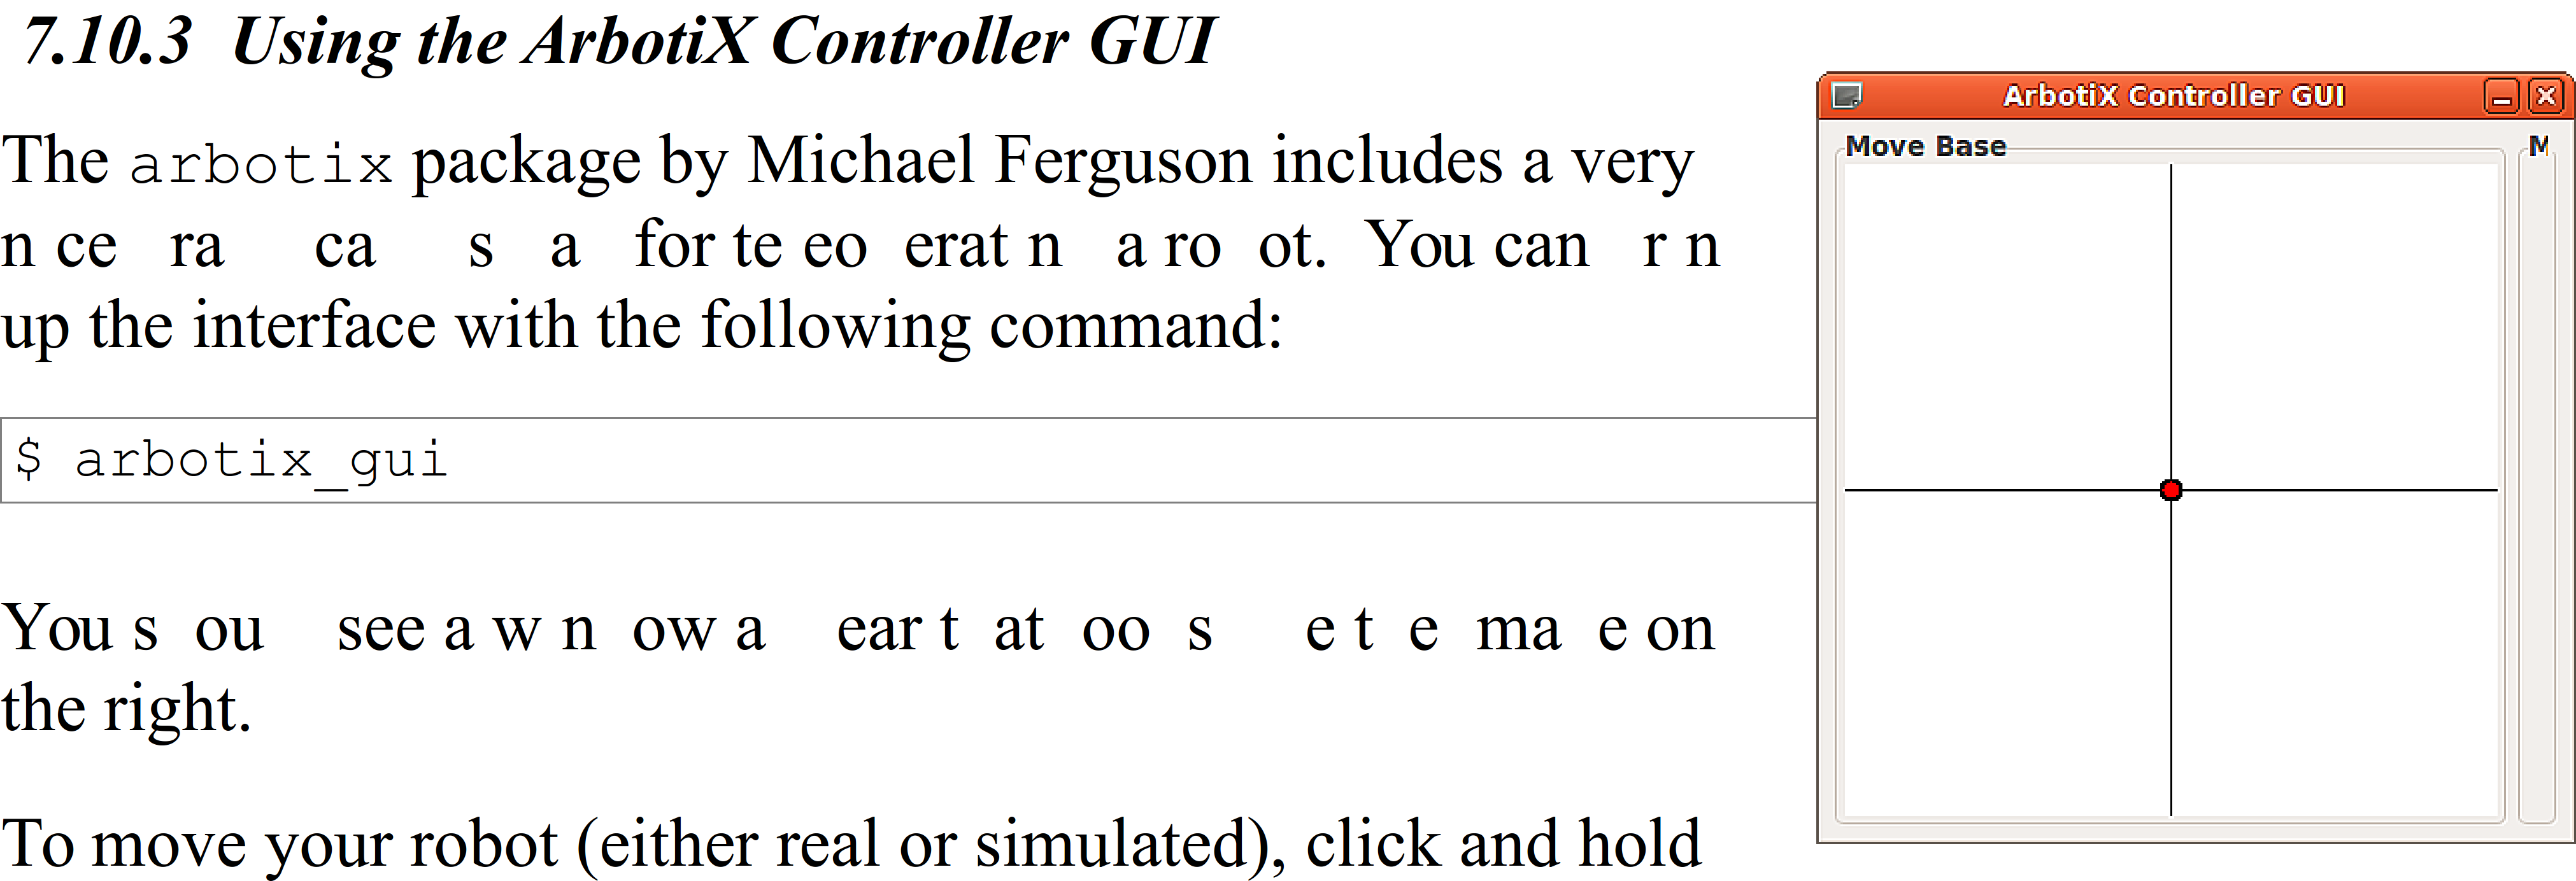 7.10.3 Using the ArbotiX Controller GUI
The arbotix package by Michael Ferguson includes a very
n ce ra ca s a for te eo erat n a ro ot. You can r n
up the interface with the following command:
$ arbotix_gui
You s ou see a w n ow a ear t at oo s e t e ma e on
the right.
To move your robot (either real or simulated), click and hold
ArbotiX Controller GUI
Move Base
M